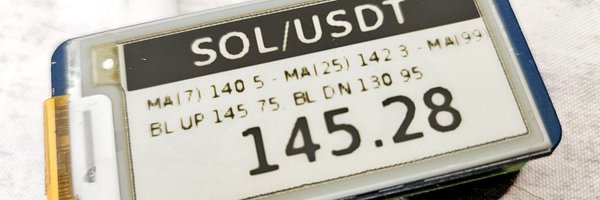 SOL/USDT
MA(7) 140 5 - MA(25) 142 3 - MA(99
BL UP 145 75. BL DN 130 95
145.28